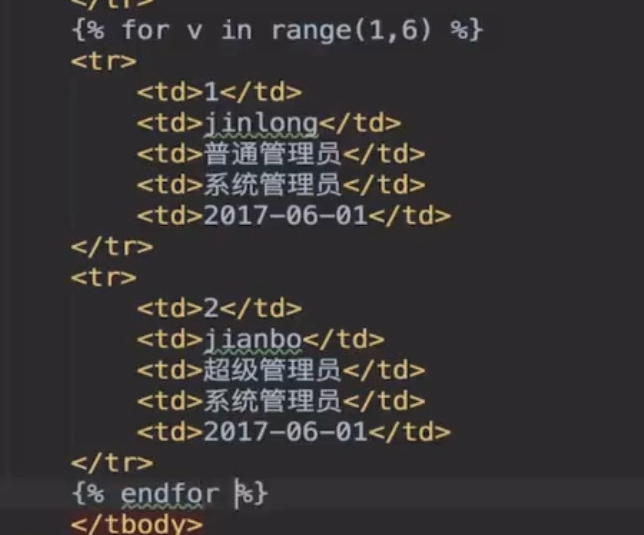 </tr>
{% for v in range(1,6) %}
<tr>
<td>1</td>
<td>jinlong</td>
<td>普通管理员</td>
<td>系统管理员</td>
<td>2017-06-01</td>
</tr>
<tr>
<td>2</td>
<td>jianbo</td>
<td>超级管理员</td>
<td>系统管理员</td>
<td>2017-06-01</td>
</tr>
{% endfor %}
</tbody>